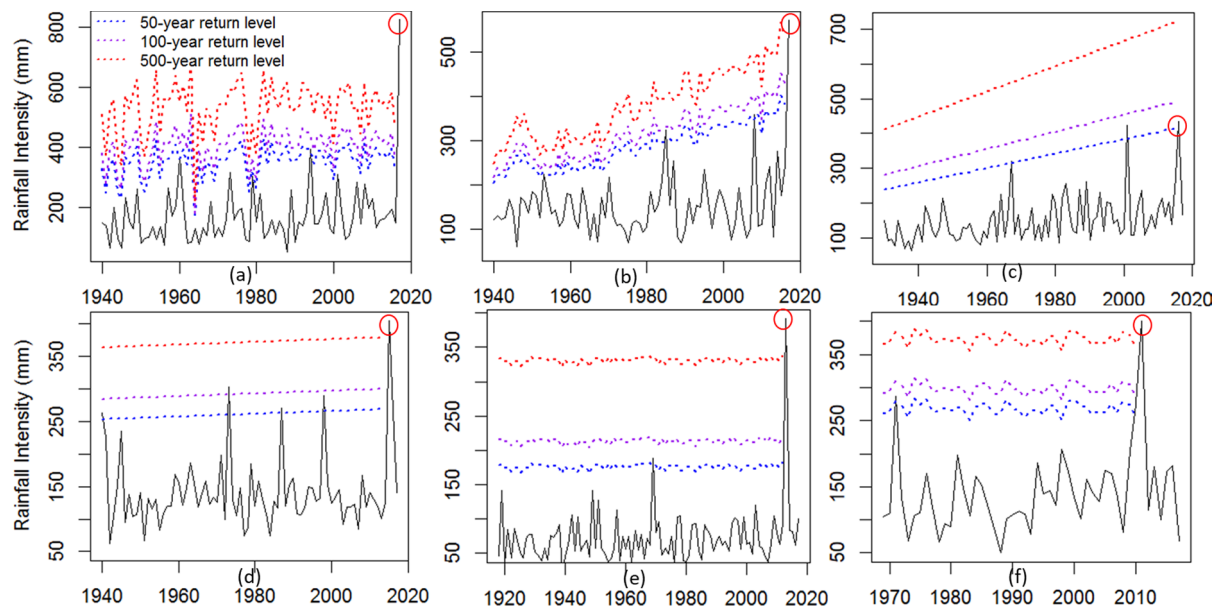 50-year return level
100-year return level
500-year return level
Rainfall Intensity (mm)
800
600
400
200
(a)
1940 1960 1980 2000 2020
500
300
100
(b)
1940 1960 1980 2000 2020
700
500
300
100
(c)
1940 1960 1980 2000 2020
Rainfall Intensity (mm)
350
250
150
50
(d)
1940 1960 1980 2000 2020
350
250
150
50
(e)
1920 1940 1960 1980 2000 2020
350
250
150
50
(f)
1970 1980 1990 2000 2010